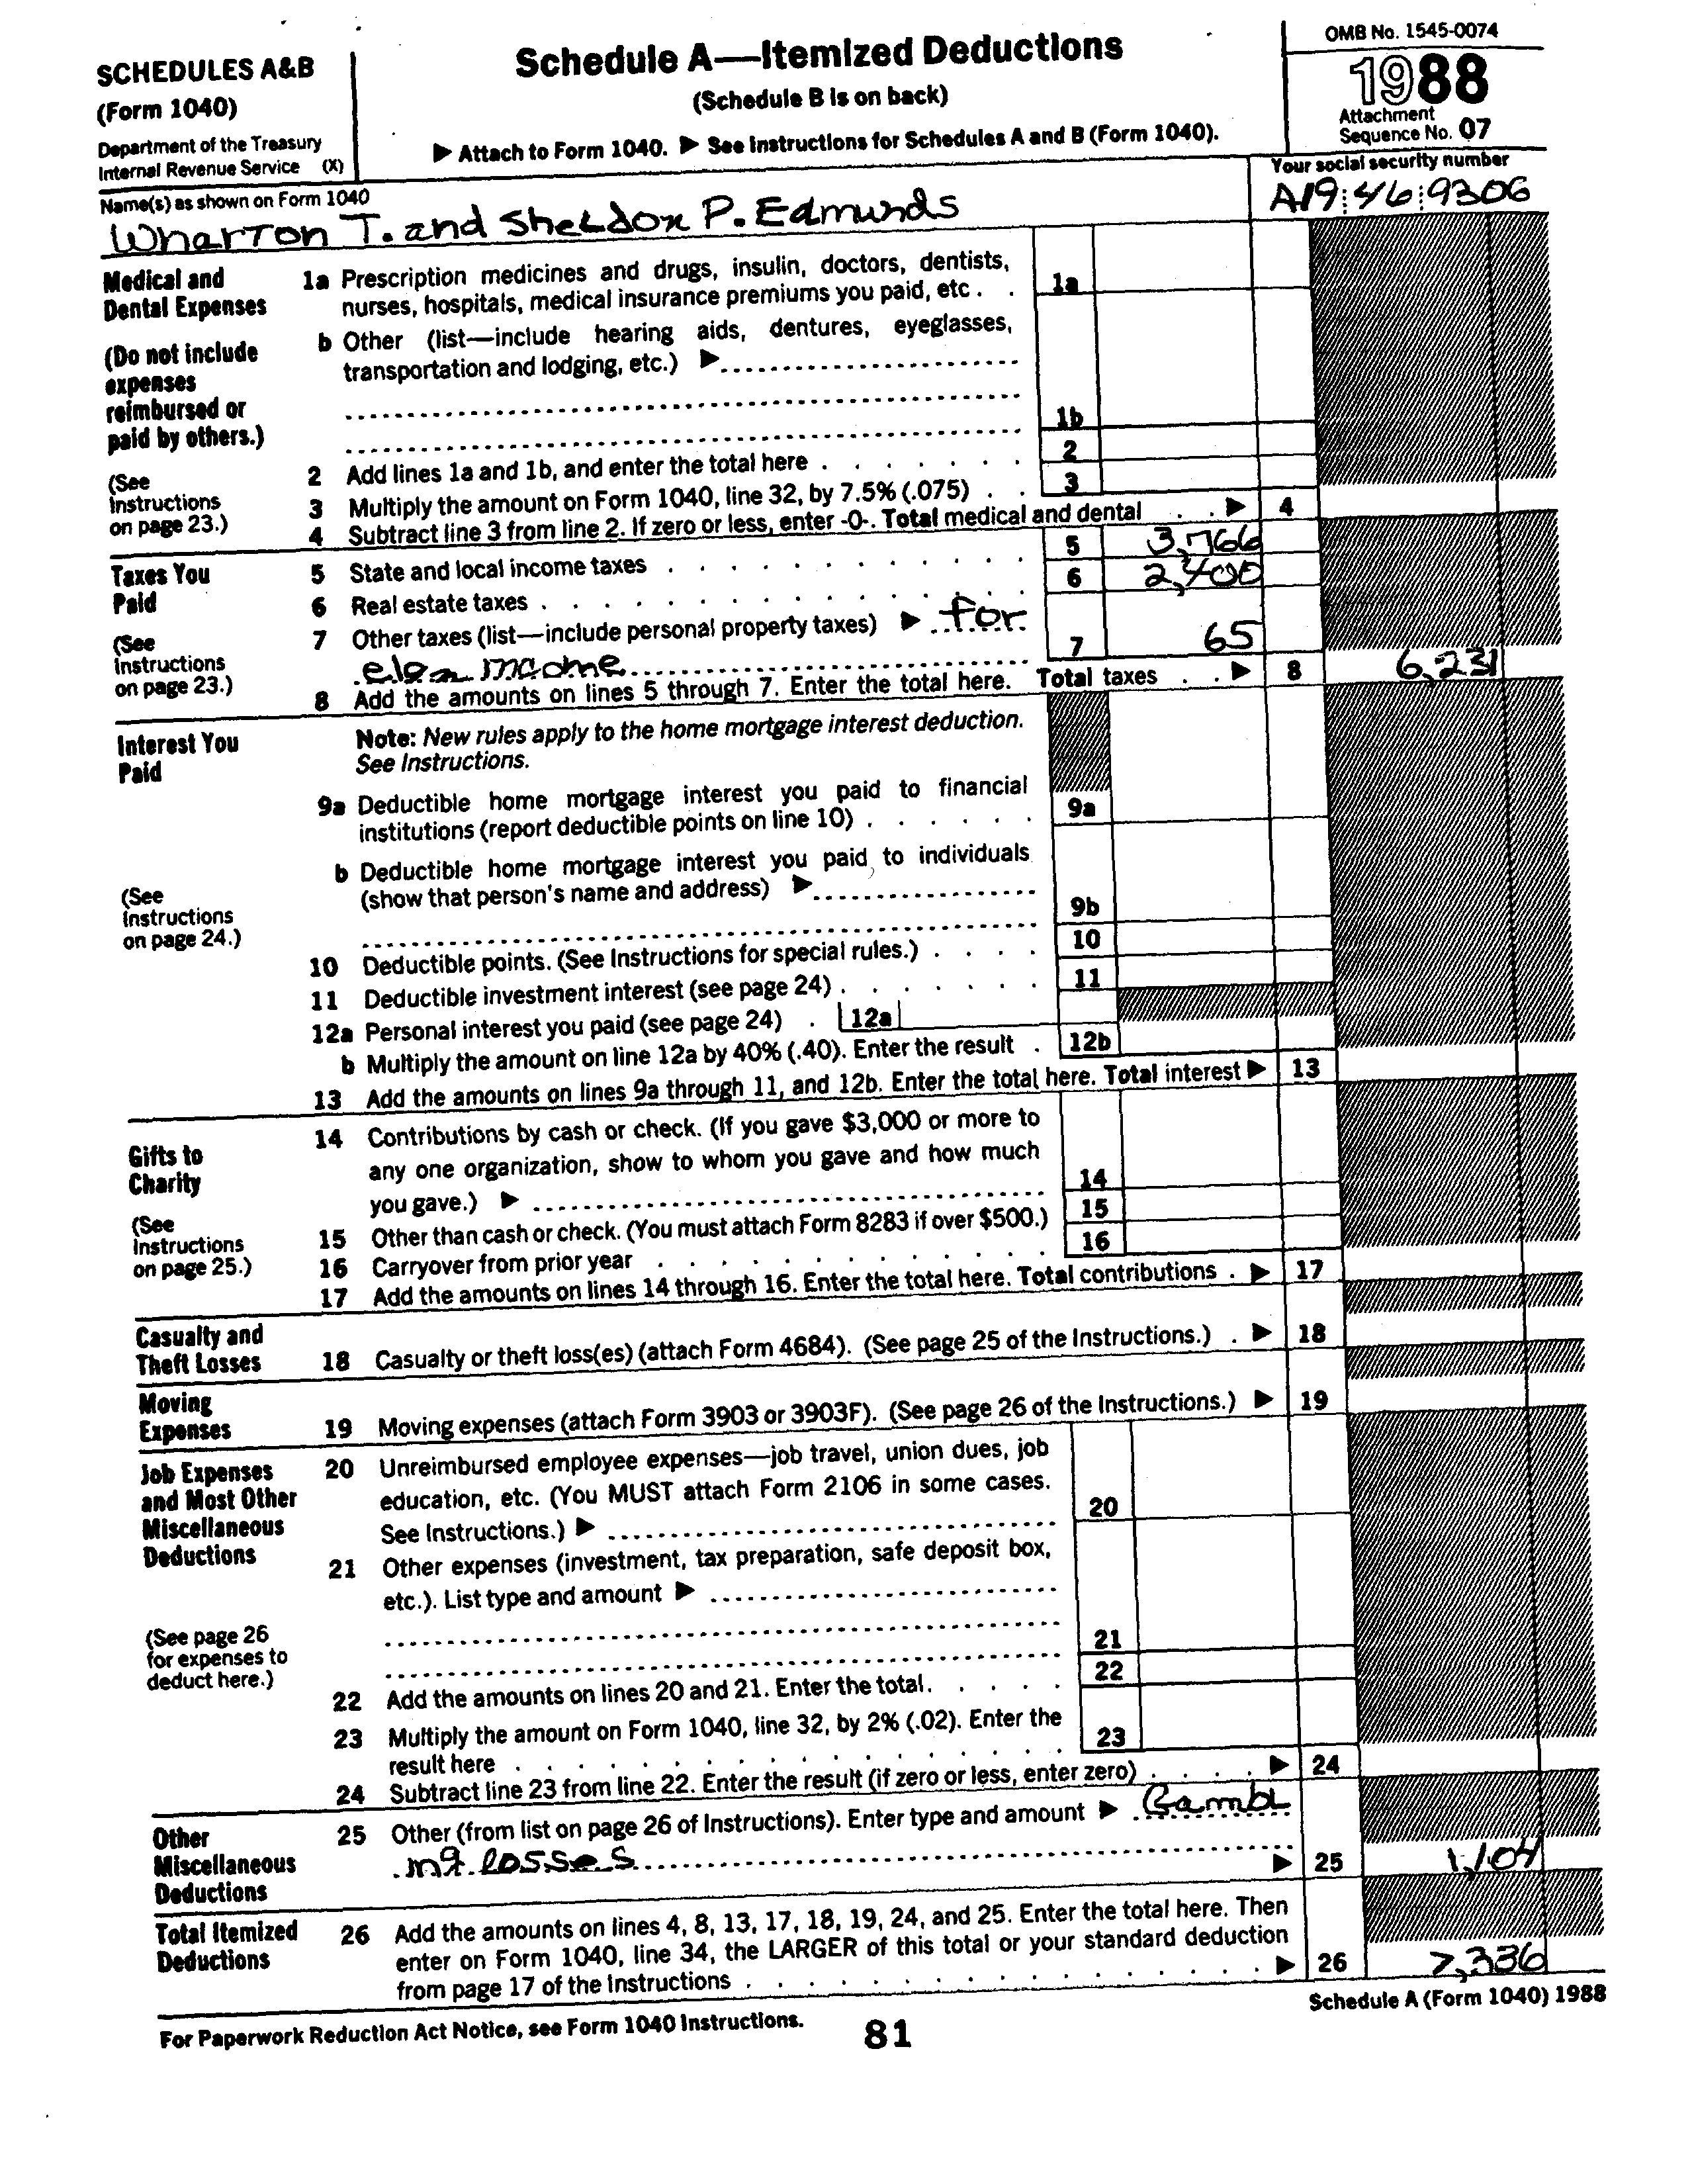 SCHEDULES A&B
(Form 1040)
Department of the Treasury
Internal Revenue Service (X)
Schedule A—Itemized Deductions
(Schedule B is on back)
▶ Attach to Form 1040. ▶ See Instructions for Schedules A and B (Form 1040).
OMB No. 1545-0074
1988
Attachment
Sequence No. 07
Name(s) as shown on Form 1040
Wharton T. and Sheldon P. Edmunds
Your social security number
A19:46:9306
Medical and
Dental Expenses
(Do not include
expenses
reimbursed or
paid by others.)
(See
Instructions
on page 23.)
1a Prescription medicines and drugs, insulin, doctors, dentists,
nurses, hospitals, medical insurance premiums you paid, etc . . 1a
b Other (list—include hearing aids, dentures, eyeglasses,
transportation and lodging, etc.) ▶
1b
2 Add lines 1a and 1b, and enter the total here . . . . . . . 2
3 Multiply the amount on Form 1040, line 32, by 7.5% (.075) . . 3
4 Subtract line 3 from line 2. If zero or less, enter -0-. Total medical and dental . . ▶ 4
Taxes You
Paid
(See
Instructions
on page 23.)
5 State and local income taxes . . . . . . . . . . . 5 3,766
6 Real estate taxes . . . . . . . . . . . . . . . 6 2,400
7 Other taxes (list—include personal property taxes) ▶ For
income 7 65
8 Add the amounts on lines 5 through 7. Enter the total here. Total taxes . . ▶ 8 6,231
Interest You
Paid
(See
Instructions
on page 24.)
Note: New rules apply to the home mortgage interest deduction.
See Instructions.
9a Deductible home mortgage interest you paid to financial
institutions (report deductible points on line 10) . . . . . . 9a
b Deductible home mortgage interest you paid to individuals
(show that person's name and address) ▶
9b
10 Deductible points. (See Instructions for special rules.) . . . . 10
11 Deductible investment interest (see page 24) . . . . . . . 11
12a Personal interest you paid (see page 24) . 12a
b Multiply the amount on line 12a by 40% (.40). Enter the result . 12b
13 Add the amounts on lines 9a through 11, and 12b. Enter the total here. Total interest ▶ 13
Gifts to
Charity
(See
Instructions
on page 25.)
14 Contributions by cash or check. (If you gave $3,000 or more to
any one organization, show to whom you gave and how much
you gave.) ▶ 14
15 Other than cash or check. (You must attach Form 8283 if over $500.) 15
16 Carryover from prior year . . . . . . . . . . . . 16
17 Add the amounts on lines 14 through 16. Enter the total here. Total contributions . ▶ 17
Casualty and
Theft Losses
18 Casualty or theft loss(es) (attach Form 4684). (See page 25 of the Instructions.) . ▶ 18
Moving
Expenses
19 Moving expenses (attach Form 3903 or 3903F). (See page 26 of the Instructions.) ▶ 19
Job Expenses
and Most Other
Miscellaneous
Deductions
(See page 26
for expenses to
deduct here.)
20 Unreimbursed employee expenses—job travel, union dues, job
education, etc. (You MUST attach Form 2106 in some cases.
See Instructions.) ▶ 20
21 Other expenses (investment, tax preparation, safe deposit box,
etc.). List type and amount ▶
21
22 Add the amounts on lines 20 and 21. Enter the total. . . . . 22
23 Multiply the amount on Form 1040, line 32, by 2% (.02). Enter the
result here . . . . . . . . . . . . . . . . . 23
24 Subtract line 23 from line 22. Enter the result (if zero or less, enter zero) . . . . ▶ 24
Other
Miscellaneous
Deductions
25 Other (from list on page 26 of Instructions). Enter type and amount ▶ Gambl
ing losses ▶ 25 1,104
Total Itemized
Deductions
26 Add the amounts on lines 4, 8, 13, 17, 18, 19, 24, and 25. Enter the total here. Then
enter on Form 1040, line 34, the LARGER of this total or your standard deduction
from page 17 of the Instructions . . . . . . . . . . . . . . . . ▶ 26 7,336
For Paperwork Reduction Act Notice, see Form 1040 Instructions.
81
Schedule A (Form 1040) 1988